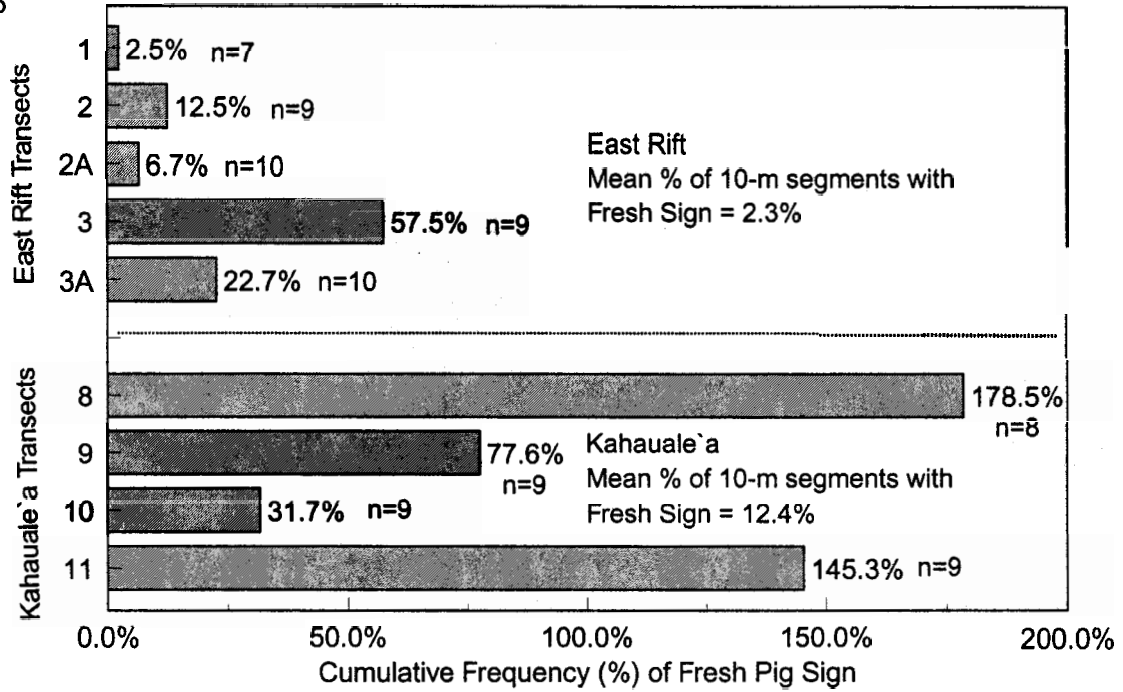 East Rift Transects
1 2.5% n=7
2 12.5% n=9
2A 6.7% n=10
3 57.5% n=9
3A 22.7% n=10
East Rift
Mean % of 10-m segments with
Fresh Sign = 2.3%
Kahauale`a Transects
8 178.5%
n=8
9 77.6%
n=9
10 31.7% n=9
11 145.3% n=9
Kahauale`a
Mean % of 10-m segments with
Fresh Sign = 12.4%
0.0% 50.0% 100.0% 150.0% 200.0%
Cumulative Frequency (%) of Fresh Pig Sign